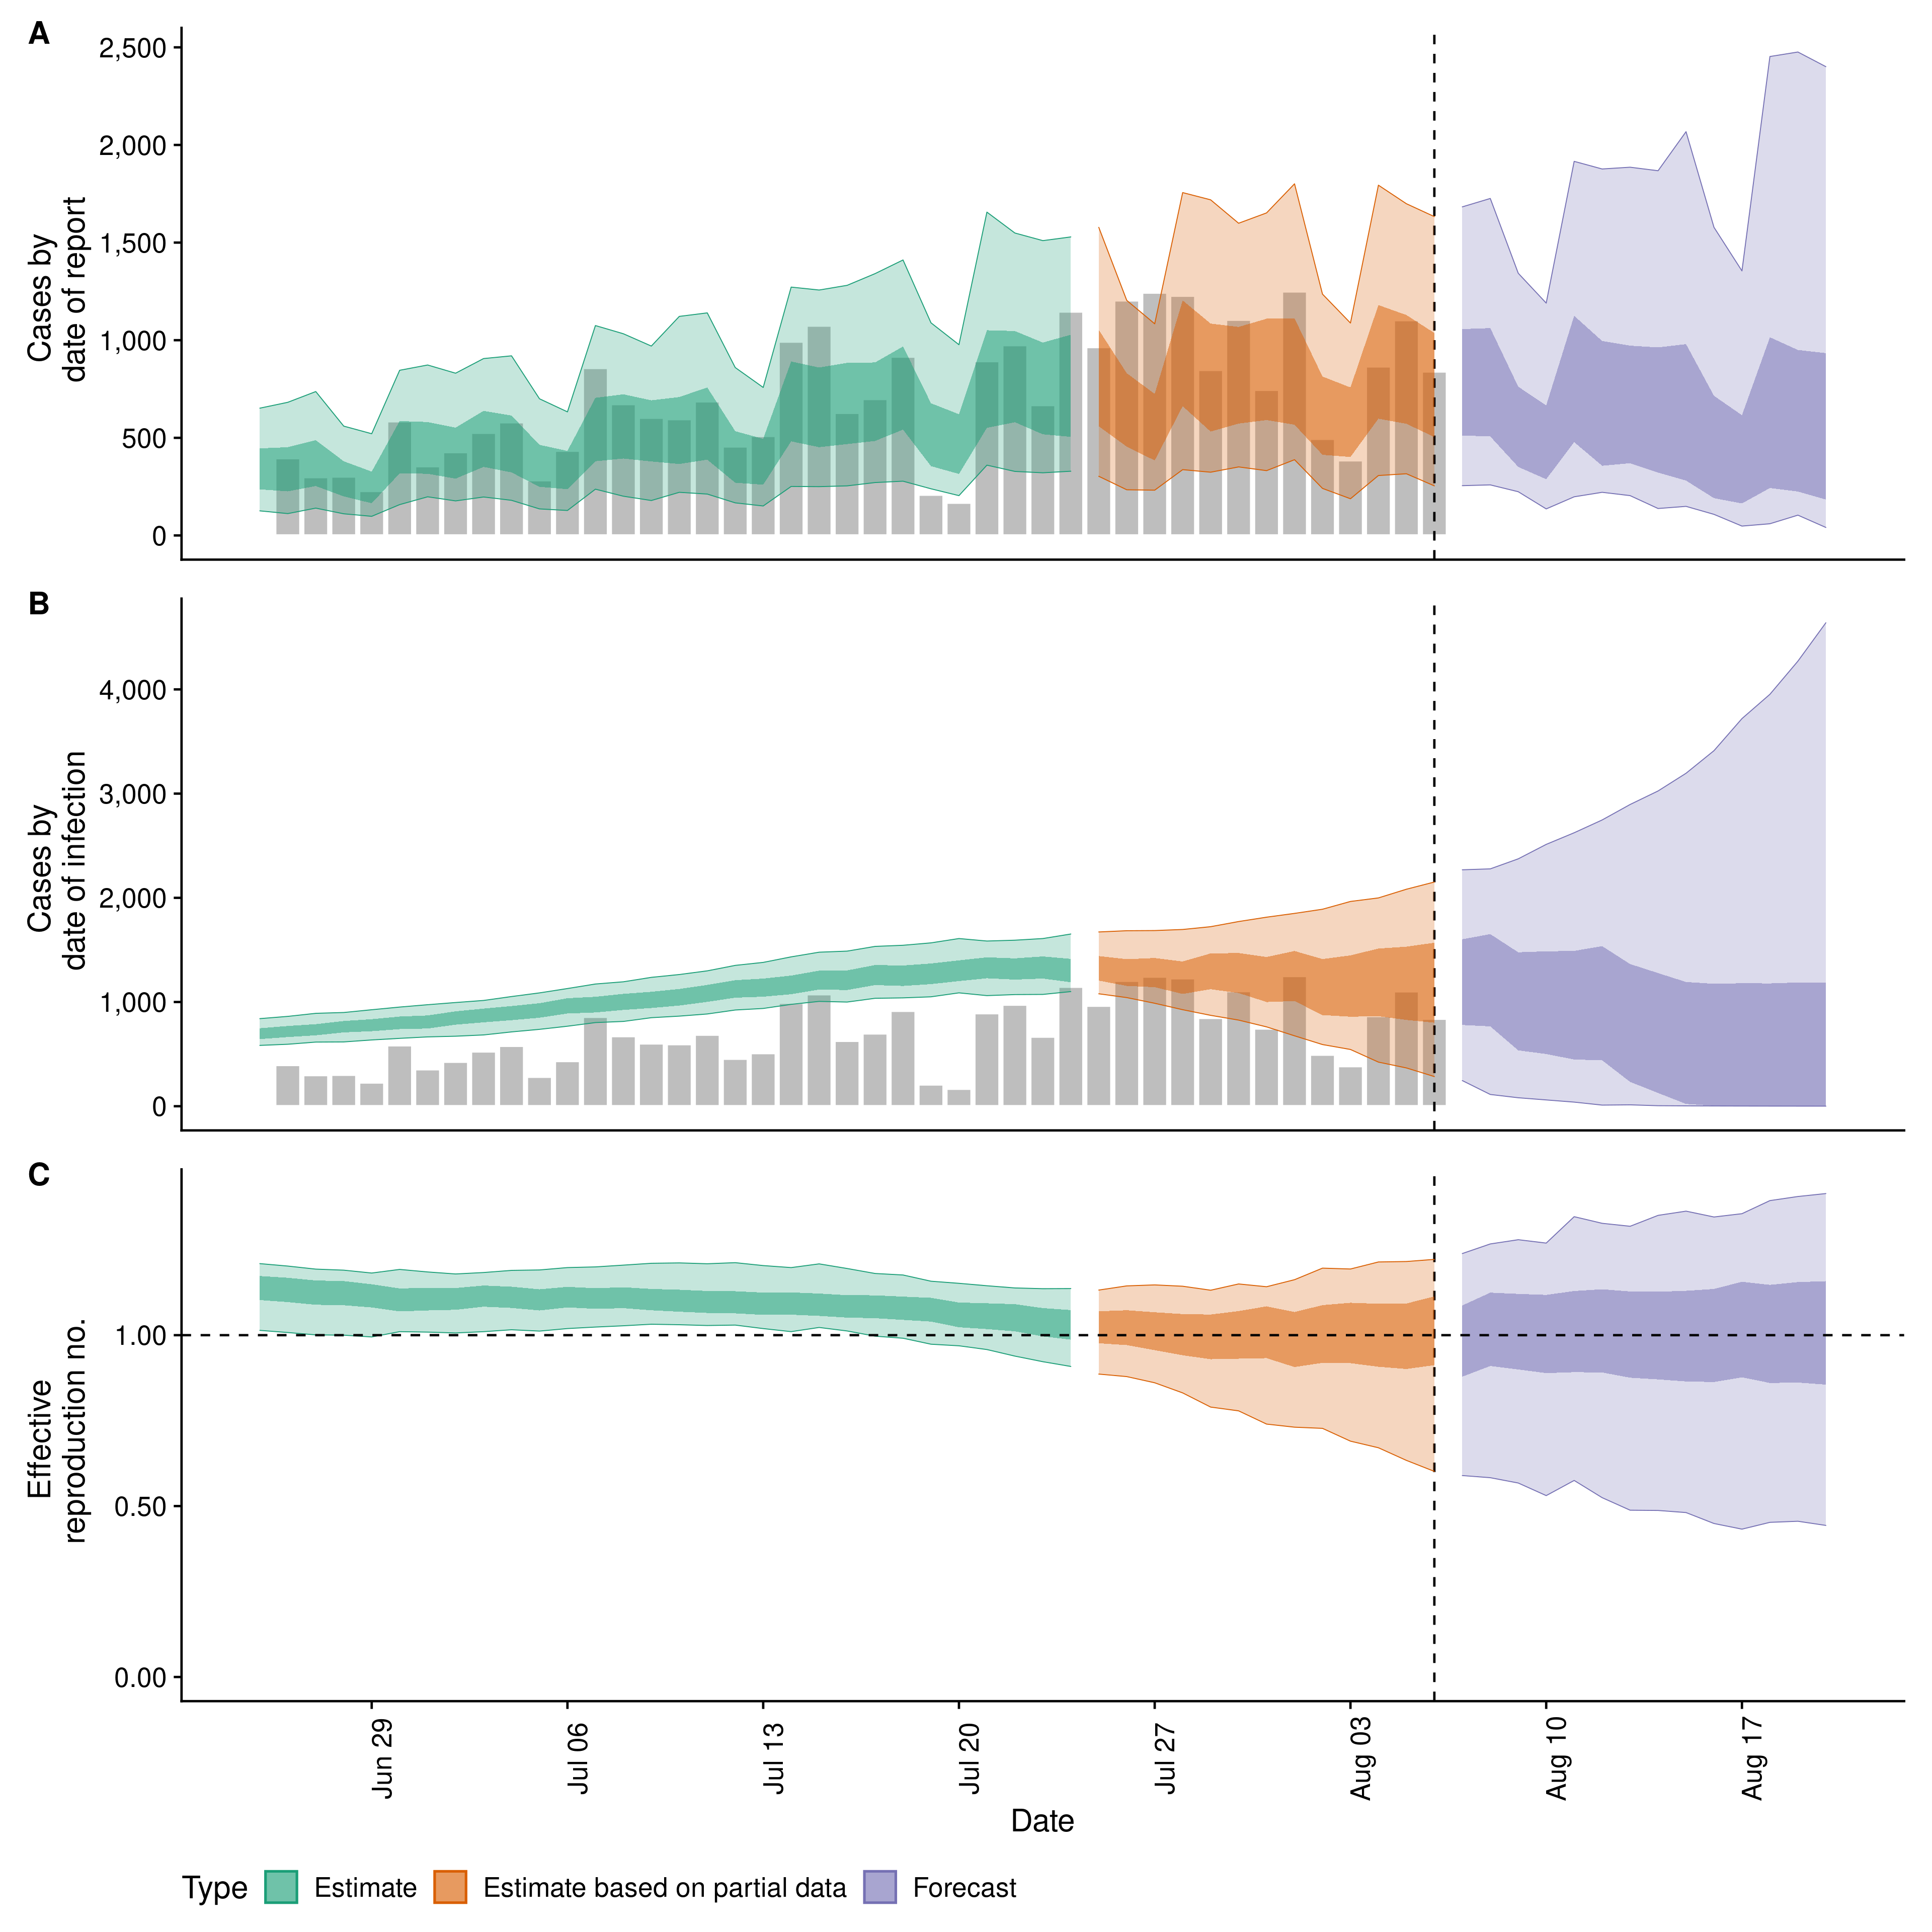 A
2,500
2,000
1,500
1,000
500
0
Cases by
date of report
B
4,000
3,000
2,000
1,000
0
Cases by
date of infection
C
1.00
0.50
0.00
Effective
reproduction no.
Jun 29
Jul 06
Jul 13
Jul 20
Jul 27
Aug 03
Aug 10
Aug 17
Date
Type Estimate Estimate based on partial data Forecast